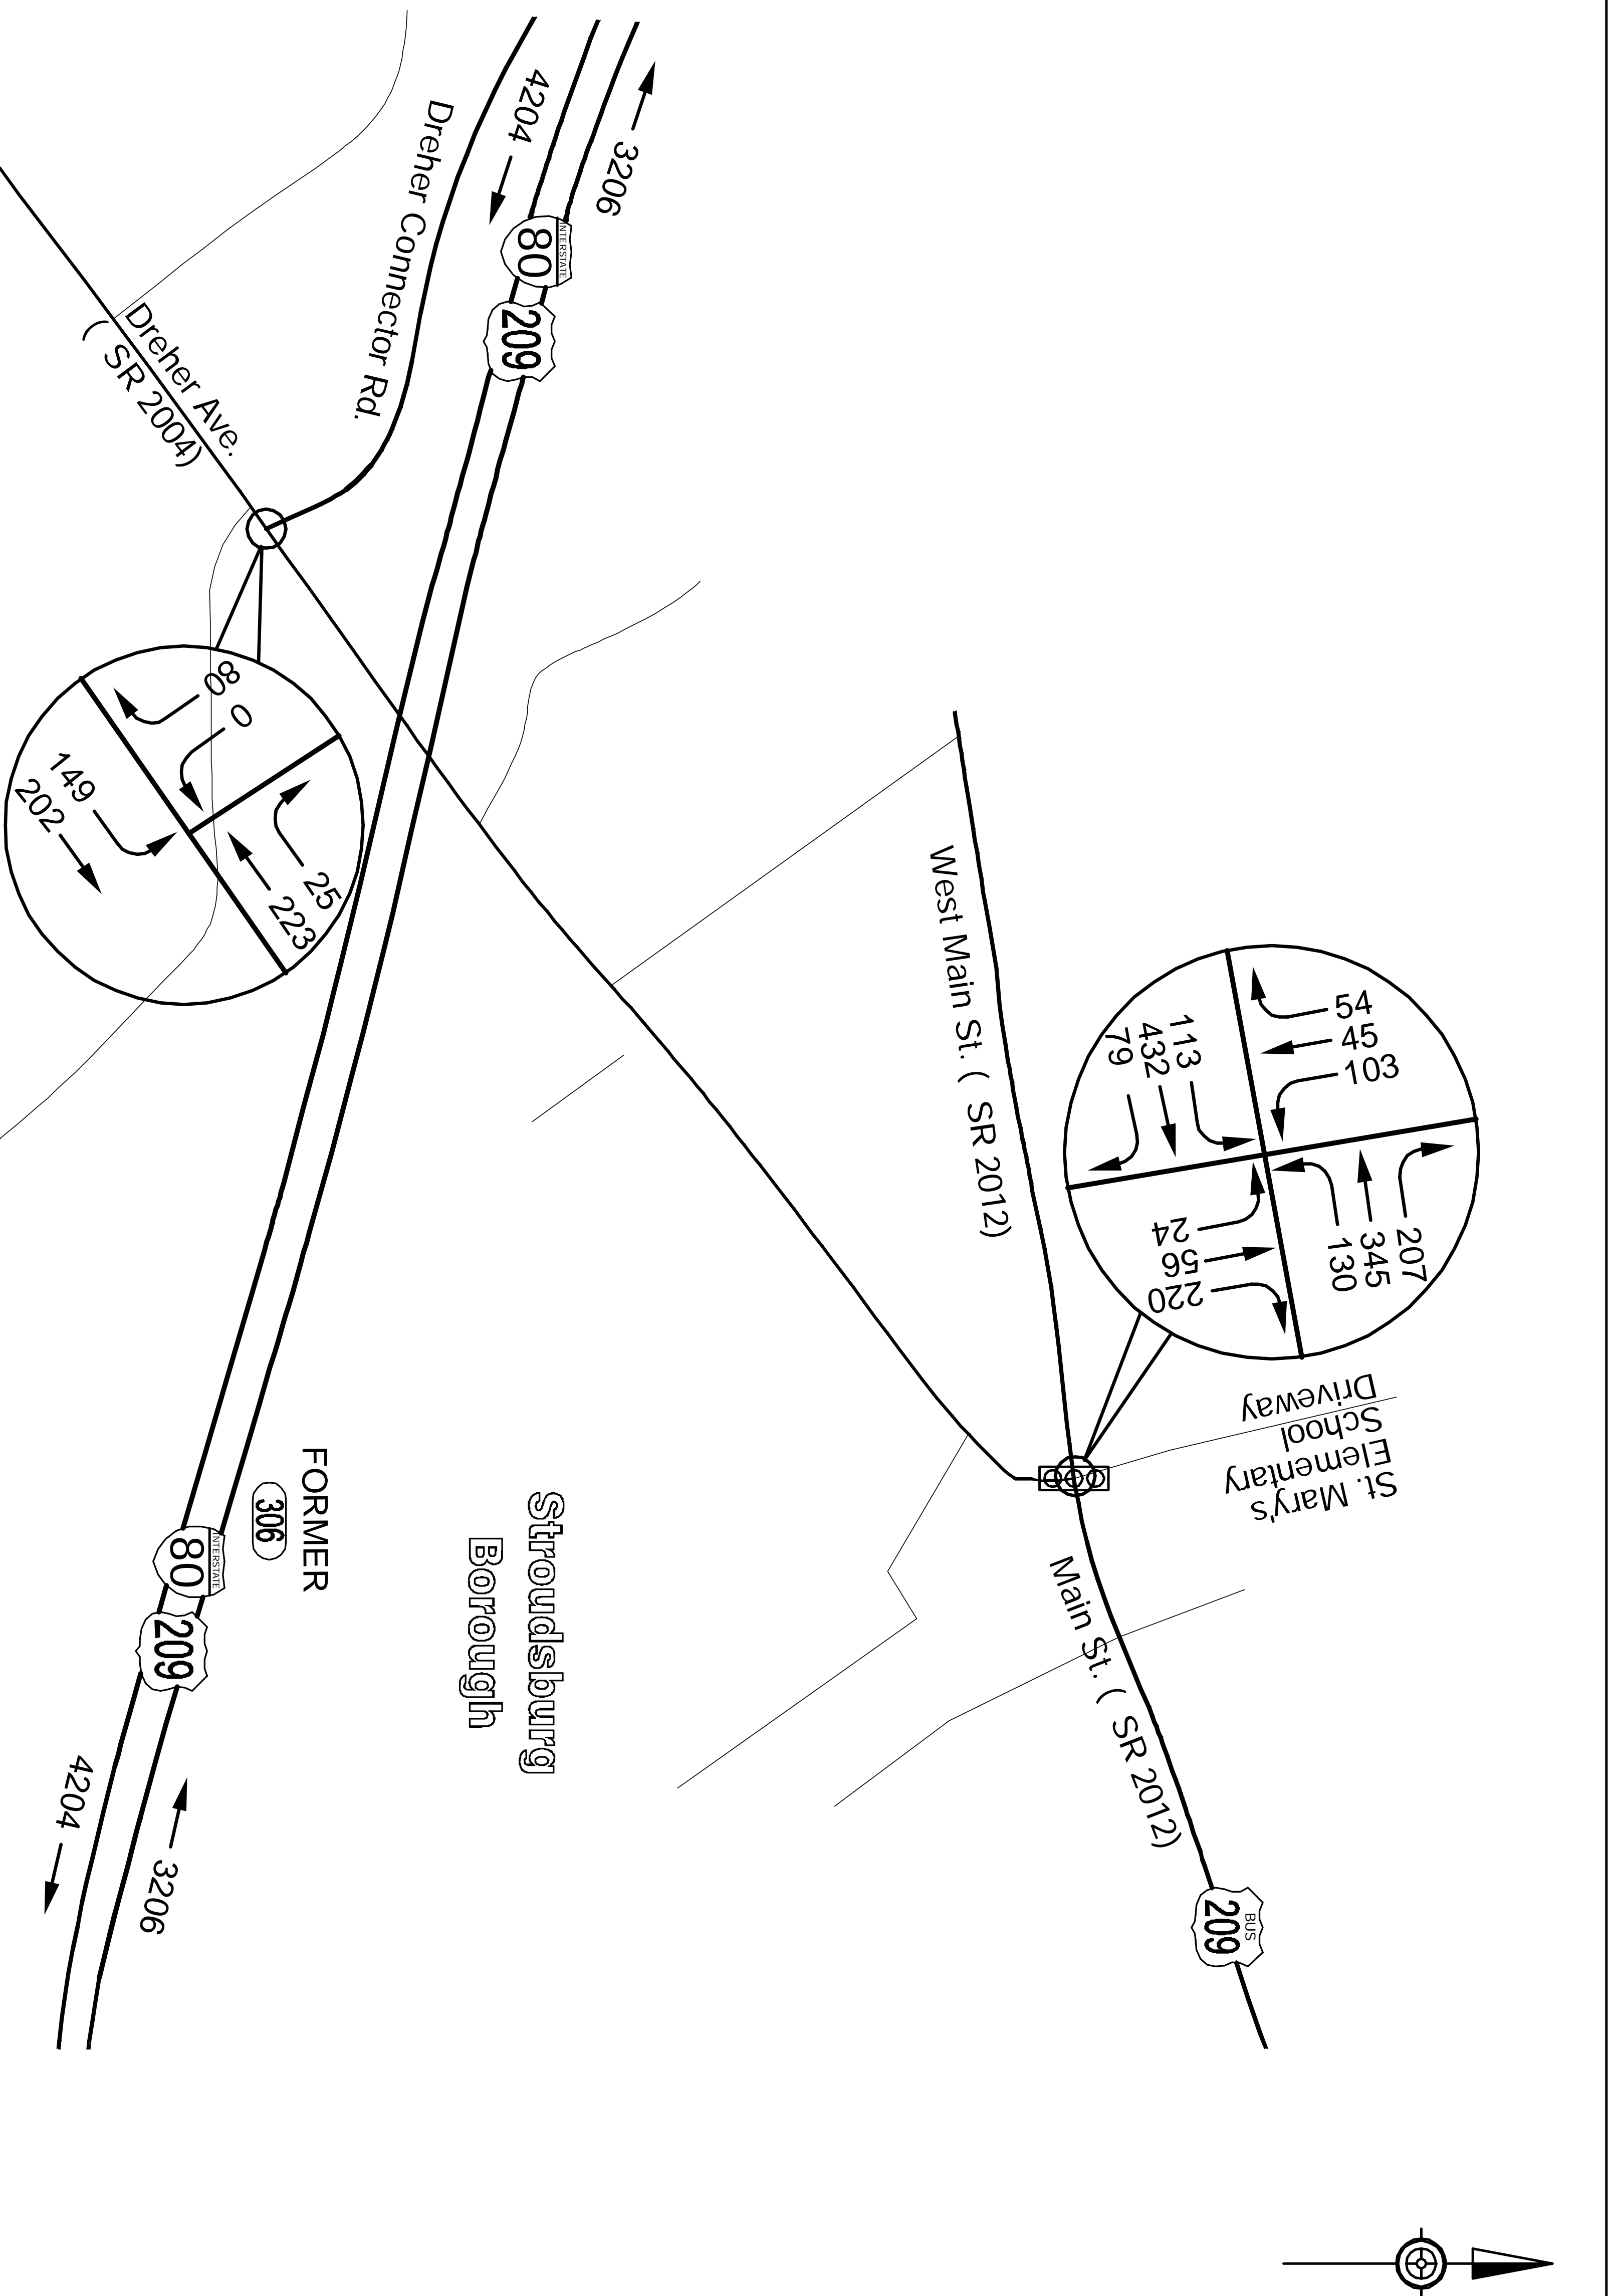 4204
3206
Dreher Connector Rd.
INTERSTATE
80
209
Dreher Ave.
( SR 2004)
80
0
149
202
25
223
West Main St. ( SR 2012)
54
45
103
113
432
79
24
56
220
207
345
130
St. Mary's
Elementary
School
Driveway
Main St. ( SR 2012)
BUS
209
FORMER
306
Stroudsburg
Borough
INTERSTATE
80
209
4204
3206